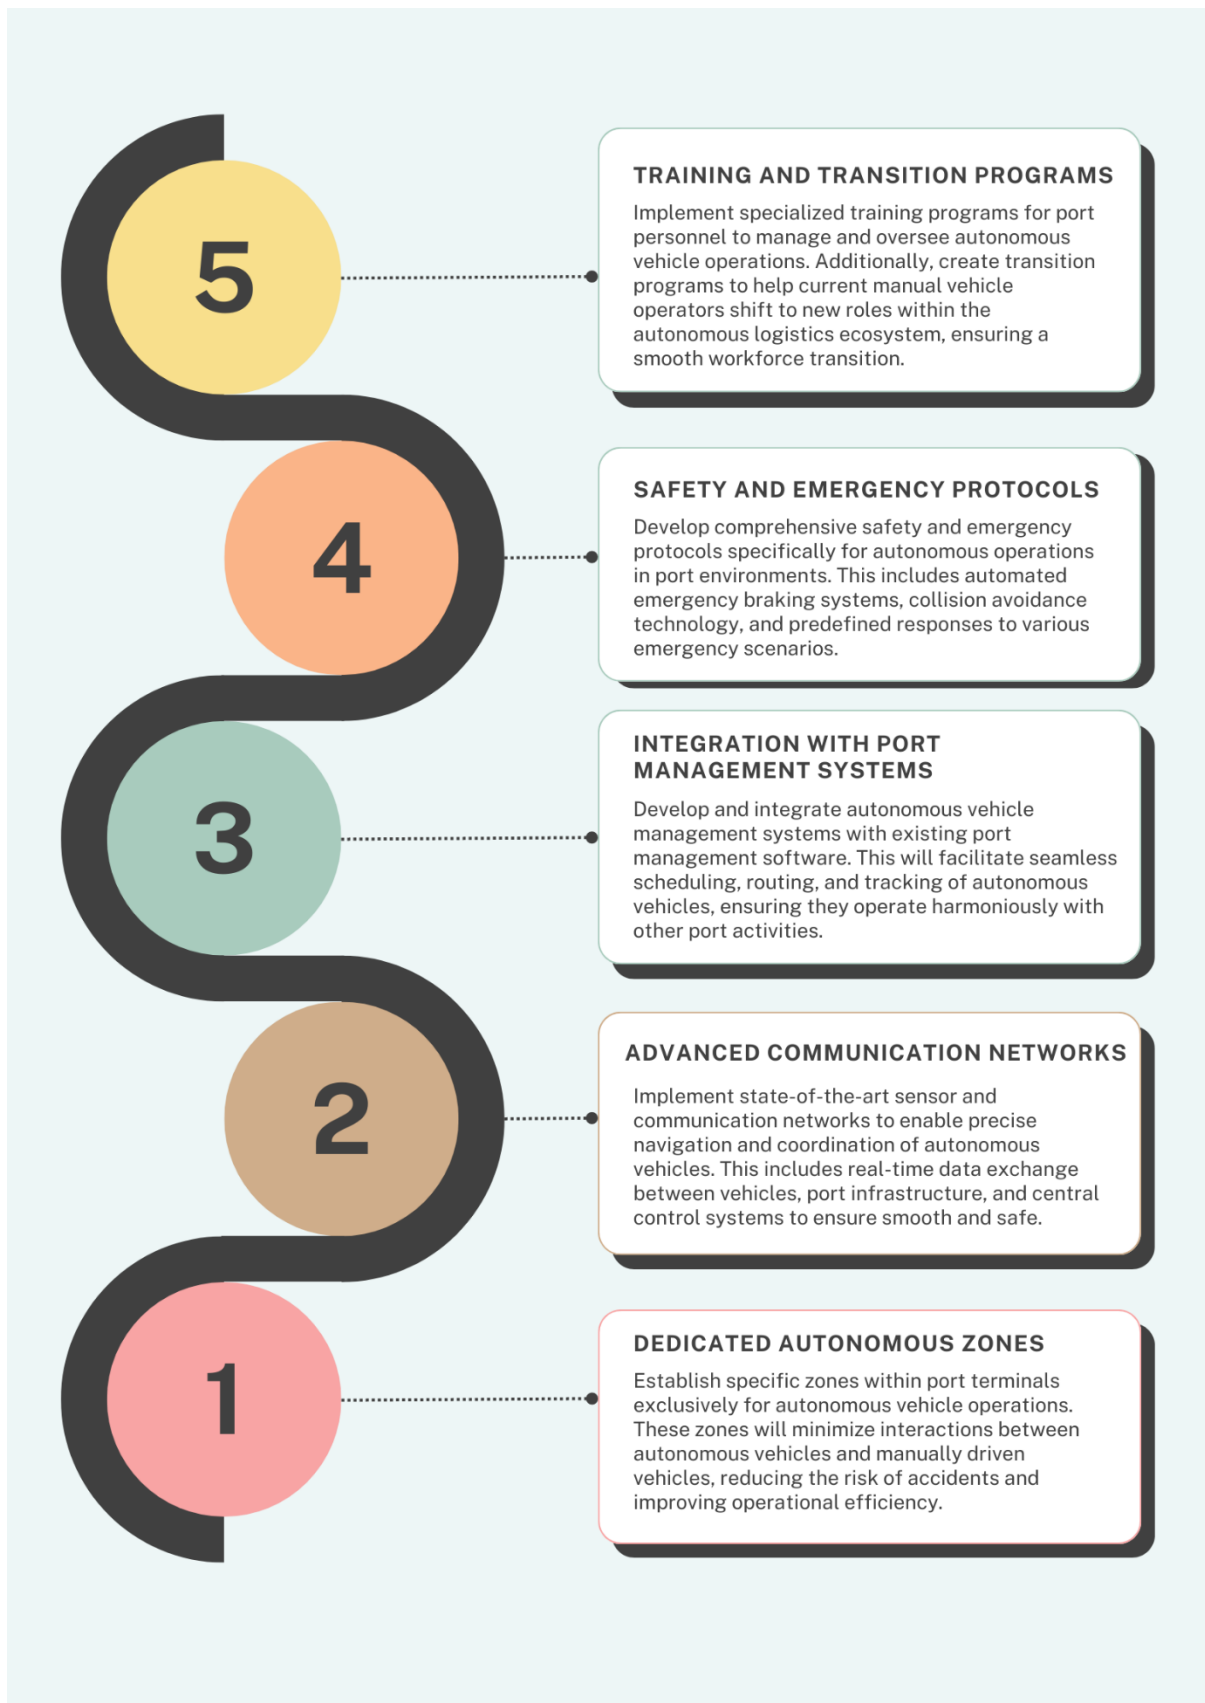 5
TRAINING AND TRANSITION PROGRAMS
Implement specialized training programs for port
personnel to manage and oversee autonomous
vehicle operations. Additionally, create transition
programs to help current manual vehicle
operators shift to new roles within the
autonomous logistics ecosystem, ensuring a
smooth workforce transition.
4
SAFETY AND EMERGENCY PROTOCOLS
Develop comprehensive safety and emergency
protocols specifically for autonomous operations
in port environments. This includes automated
emergency braking systems, collision avoidance
technology, and predefined responses to various
emergency scenarios.
3
INTEGRATION WITH PORT
MANAGEMENT SYSTEMS
Develop and integrate autonomous vehicle
management systems with existing port
management software. This will facilitate seamless
scheduling, routing, and tracking of autonomous
vehicles, ensuring they operate harmoniously with
other port activities.
2
ADVANCED COMMUNICATION NETWORKS
Implement state-of-the-art sensor and
communication networks to enable precise
navigation and coordination of autonomous
vehicles. This includes real-time data exchange
between vehicles, port infrastructure, and central
control systems to ensure smooth and safe.
1
DEDICATED AUTONOMOUS ZONES
Establish specific zones within port terminals
exclusively for autonomous vehicle operations.
These zones will minimize interactions between
autonomous vehicles and manually driven
vehicles, reducing the risk of accidents and
improving operational efficiency.